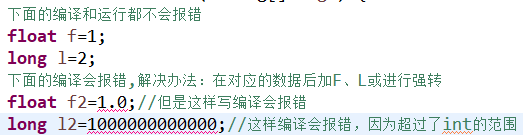 下面的编译和运行都不会报错
float f=1;
long l=2;
下面的编译会报错,解决办法：在对应的数据后加F、L或进行强转
float f2=1.0;//但是这样写编译会报错
long l2=1000000000000;//这样编译会报错，因为超过了int的范围